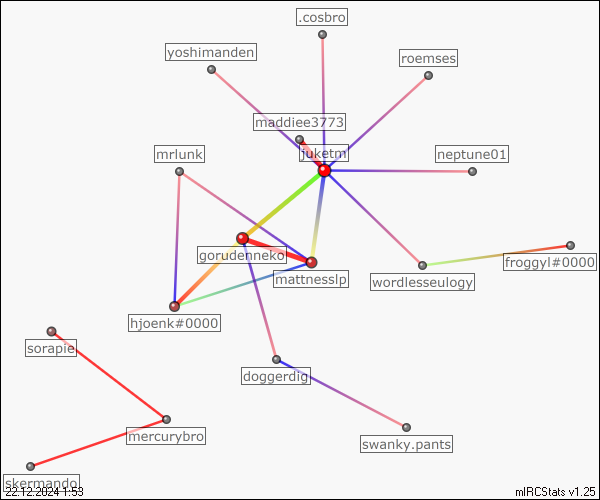 .cosbro
yoshimanden
roemses
maddiee3773
juketm
mrlunk
neptune01
gorudenneko
froggyl#0000
mattnesslp
wordlesseulogy
hjoenk#0000
sorapie
doggerdig
mercurybro
swanky.pants
skermando
22.12.2024 1:53
mIRCStats v1.25